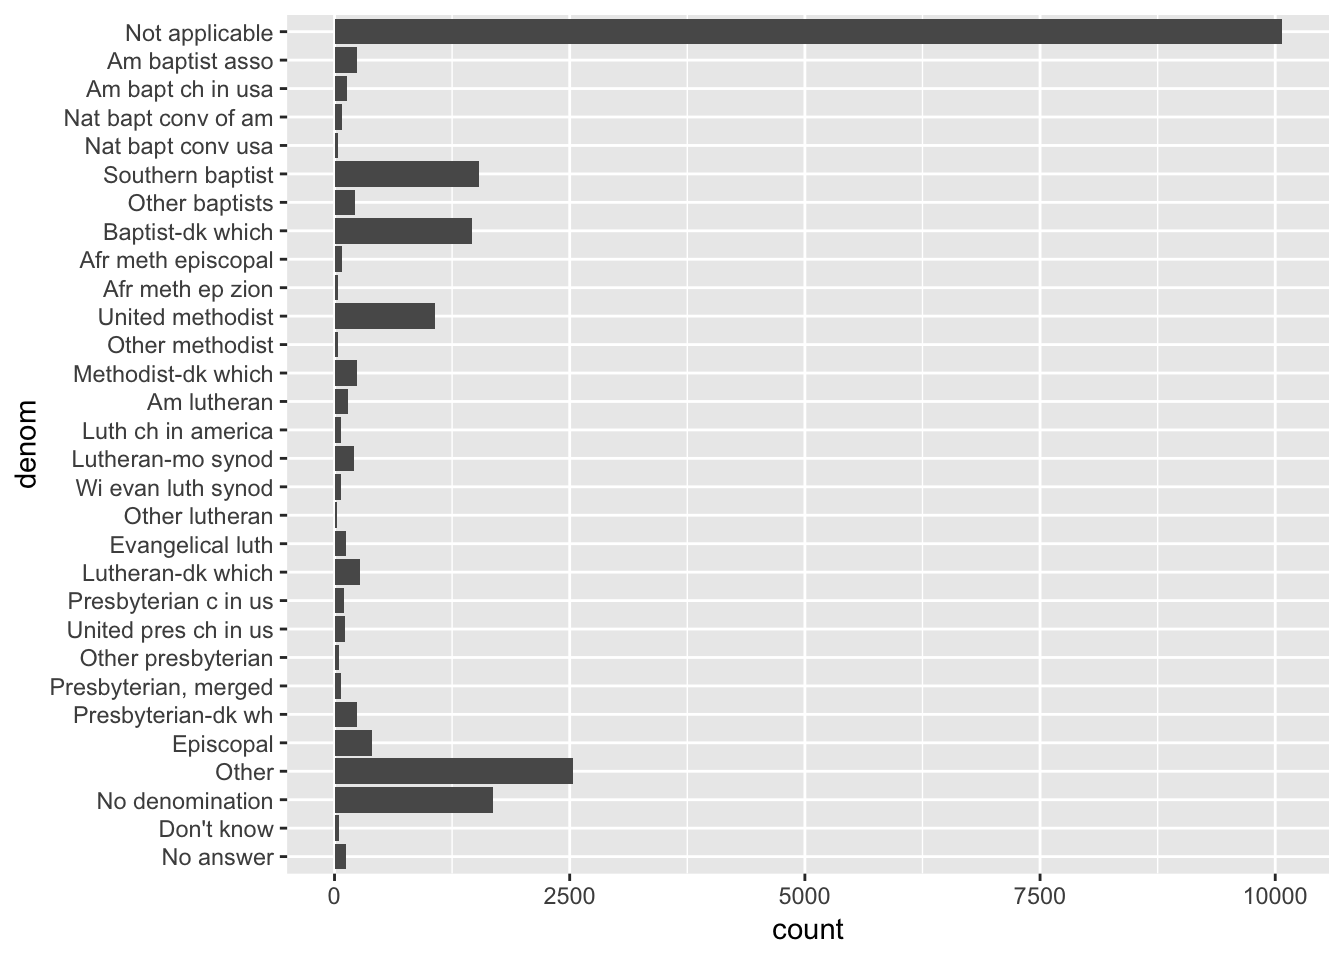 Not applicable
Am baptist asso
Am bapt ch in usa
Nat bapt conv of am
Nat bapt conv usa
Southern baptist
Other baptists
Baptist-dk which
Afr meth episcopal
Afr meth ep zion
United methodist
Other methodist
Methodist-dk which
Am lutheran
Luth ch in america
Lutheran-mo synod
Wi evan luth synod
Other lutheran
Evangelical luth
Lutheran-dk which
Presbyterian c in us
United pres ch in us
Other presbyterian
Presbyterian, merged
Presbyterian-dk wh
Episcopal
Other
No denomination
Don't know
No answer
denom
0 2500 5000 7500 10000
count